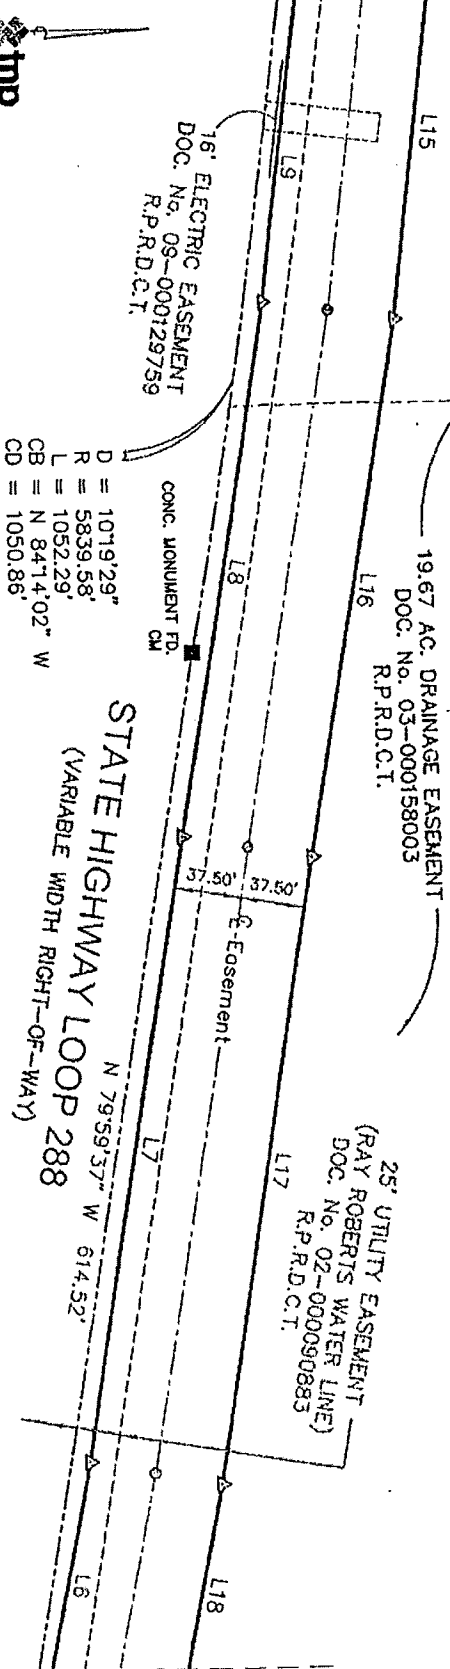 L15
L9
16' ELECTRIC EASEMENT
DOC. No. 09-000129759
R.P.R.D.C.T.
D = 10°19'29"
R = 5839.58'
L = 1052.29'
CB = N 84°14'02" W
CD = 1050.86'
CONC. MONUMENT FD.
CM
L8
L16
19.67 AC. DRAINAGE EASEMENT
DOC. No. 03-000158003
R.P.R.D.C.T.
STATE HIGHWAY LOOP 288
(VARIABLE WIDTH RIGHT-OF-WAY)
37.50' 37.50'
℄-Easement
N 79°59'37" W 614.52'
L7
L17
25' UTILITY EASEMENT
(RAY ROBERTS WATER LINE)
DOC. No. 02-000090883
R.P.R.D.C.T.
L6
L18